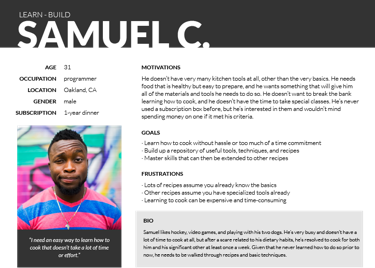 LEARN - BUILD
SAMUEL C.
AGE 31
OCCUPATION programmer
LOCATION Oakland, CA
GENDER male
SUBSCRIPTION 1-year dinner
"I need an easy way to learn how to
cook that doesn't take a lot of time
or effort."
MOTIVATIONS
He doesn't have very many kitchen tools at all, other than the very basics. He needs
food that is healthy but easy to prepare, and he wants something that will give him
all of the materials and tools he needs to do so. He doesn't want to break the bank
learning how to cook, and he doesn't have the time to take special classes. He's never
used a subscription box before, but he's interested in them and wouldn't mind
spending money on one if it met his criteria.
GOALS
· Learn how to cook without hassle or too much of a time commitment
· Build up a repository of useful tools, techniques, and recipes
· Master skills that can then be extended to other recipes
FRUSTRATIONS
· Lots of recipes assume you already know the basics
· Other recipes assume you have specialized tools already
· Learning to cook can be expensive and time-consuming
BIO
Samuel likes hockey, video games, and playing with his two dogs. He's very busy and doesn't have a
lot of time to cook at all, but after a scare related to his dietary habits, he's resolved to cook for both
him and his significant other at least once a week. Given that he never has learned to cook prior to
now, he needs to be walked through recipes and basic techniques.